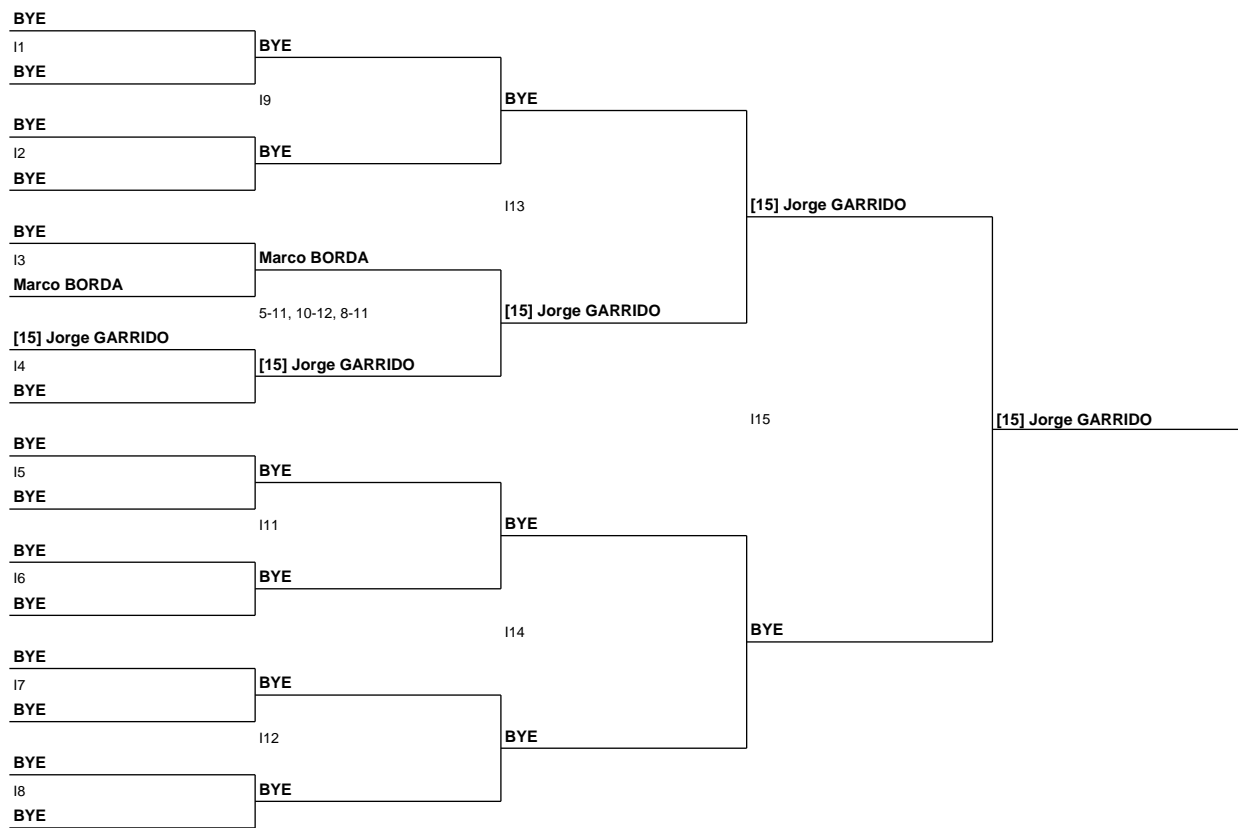 BYE
I1
BYE
BYE
I9
BYE
BYE
I2
BYE
BYE
I13
[15] Jorge GARRIDO
BYE
I3
Marco BORDA
Marco BORDA
5-11, 10-12, 8-11
[15] Jorge GARRIDO
[15] Jorge GARRIDO
I4
[15] Jorge GARRIDO
BYE
I15
[15] Jorge GARRIDO
BYE
I5
BYE
BYE
I11
BYE
BYE
I6
BYE
BYE
I14
BYE
BYE
I7
BYE
BYE
I12
BYE
BYE
I8
BYE
BYE